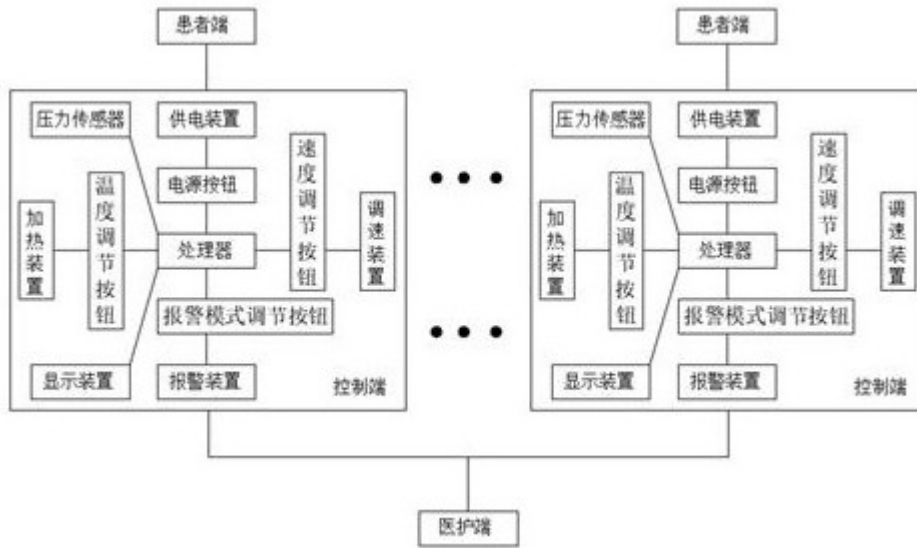 患者端
患者端
压力传感器
供电装置
电源按钮
速度调节按钮
温度调节按钮
加热装置
处理器
调速装置
报警模式调节按钮
显示装置
报警装置
控制端
压力传感器
供电装置
电源按钮
速度调节按钮
温度调节按钮
加热装置
处理器
调速装置
报警模式调节按钮
显示装置
报警装置
控制端
医护端